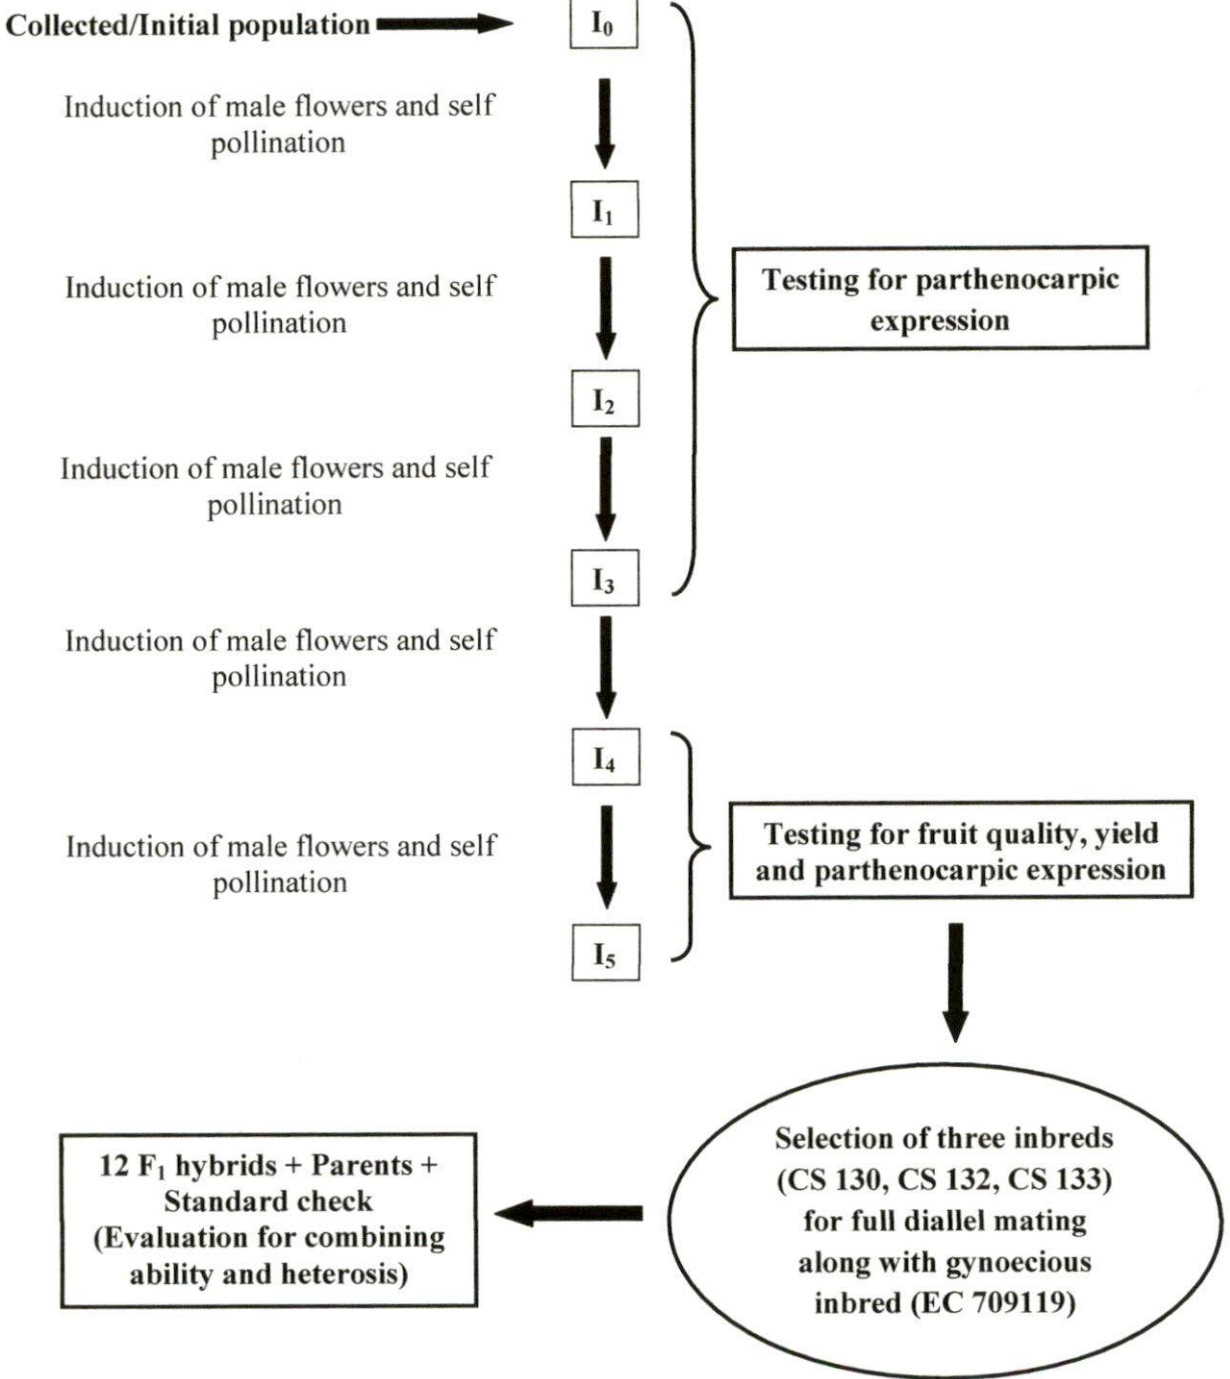 Collected/Initial population
I₀
Induction of male flowers and self
pollination
I₁
Induction of male flowers and self
pollination
Testing for parthenocarpic
expression
I₂
Induction of male flowers and self
pollination
I₃
Induction of male flowers and self
pollination
I₄
Induction of male flowers and self
pollination
Testing for fruit quality, yield
and parthenocarpic expression
I₅
Selection of three inbreds
(CS 130, CS 132, CS 133)
for full diallel mating
along with gynoecious
inbred (EC 709119)
12 F₁ hybrids + Parents +
Standard check
(Evaluation for combining
ability and heterosis)